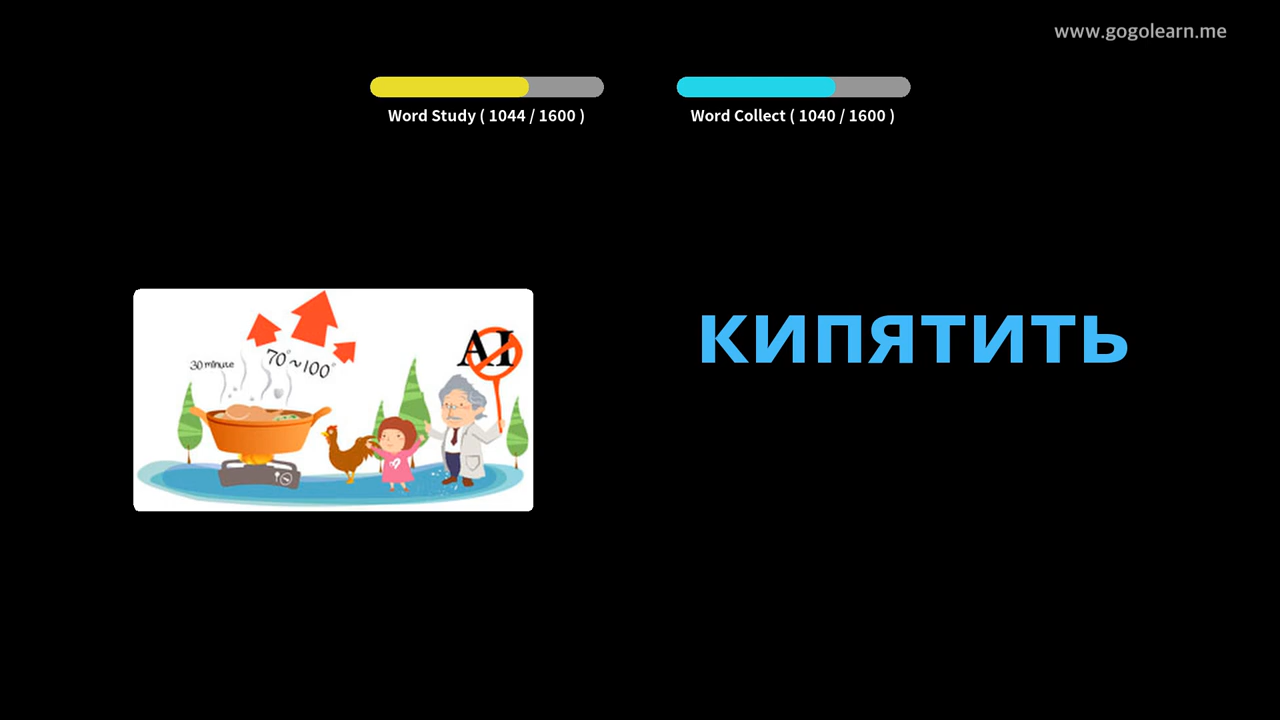 www.gogolearn.me
Word Study ( 1044 / 1600 )
Word Collect ( 1040 / 1600 )
30 minute
70°~100°
AI
кипятить